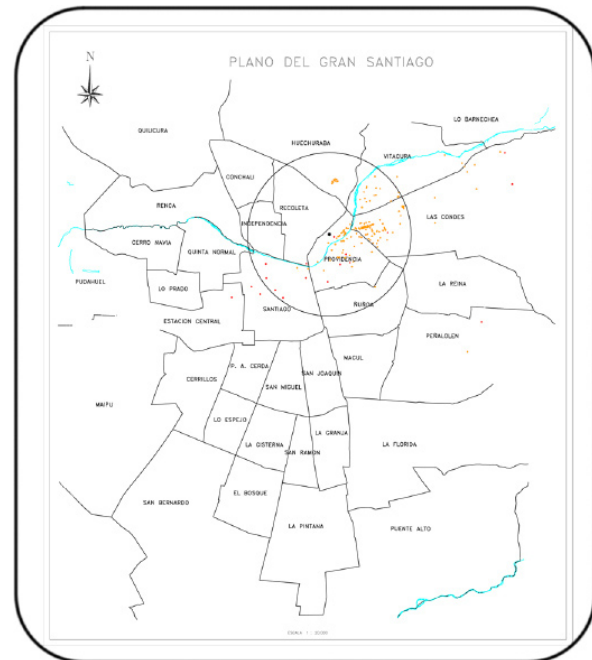 PLANO DEL GRAN SANTIAGO
N
LO BARNECHEA
QUILICURA
HUECHURABA
VITACURA
CONCHALI
RENCA
RECOLETA
LAS CONDES
INDEPENDENCIA
CERRO NAVIA
QUINTA NORMAL
PROVIDENCIA
PUDAHUEL
LO PRADO
LA REINA
ÑUÑOA
SANTIAGO
ESTACION CENTRAL
PEÑALOLEN
MACUL
P. A. CERDA
SAN JOAQUIN
CERRILLOS
SAN MIGUEL
MAIPU
LO ESPEJO
LA GRANJA
LA CISTERNA
LA FLORIDA
SAN RAMON
EL BOSQUE
SAN BERNARDO
LA PINTANA
PUENTE ALTO